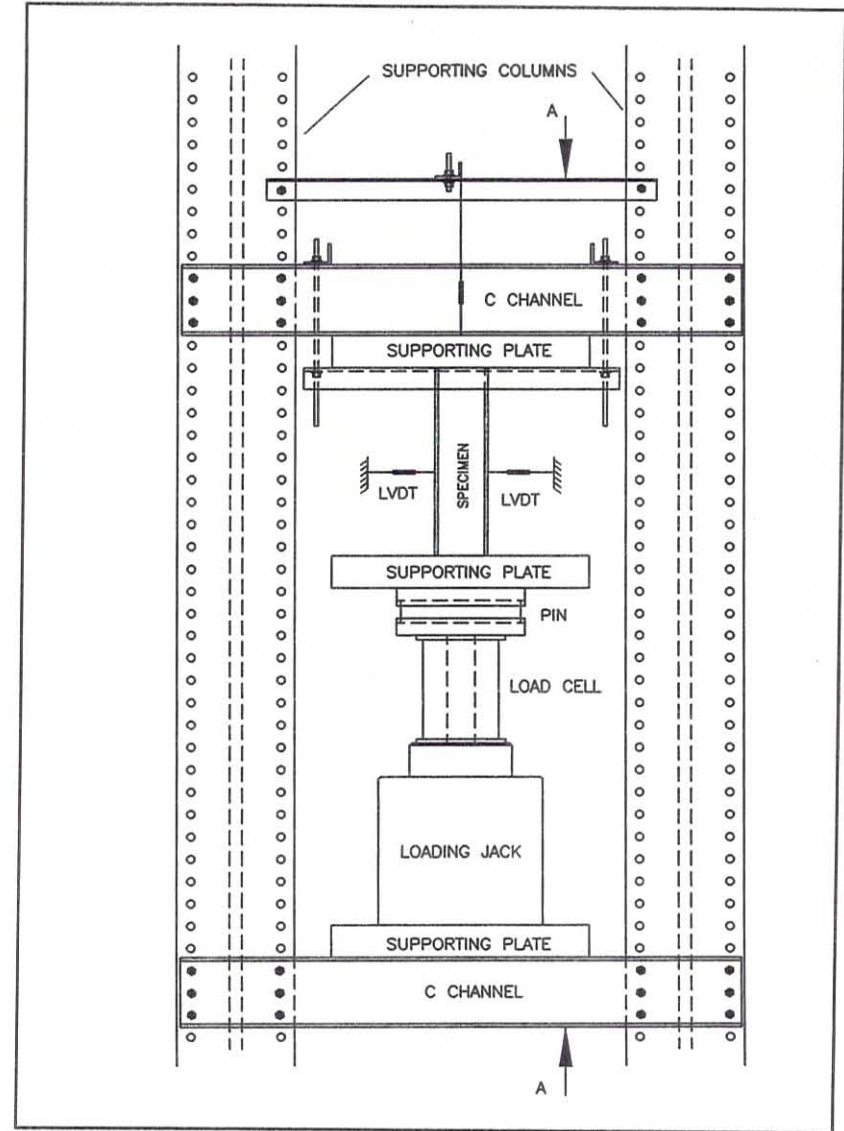 SUPPORTING COLUMNS
A
C CHANNEL
SUPPORTING PLATE
SPECIMEN
LVDT
LVDT
SUPPORTING PLATE
PIN
LOAD CELL
LOADING JACK
SUPPORTING PLATE
C CHANNEL
A